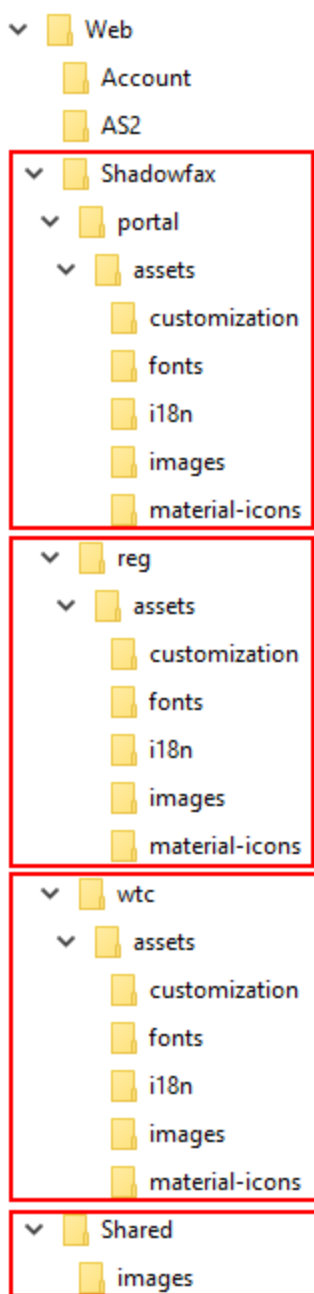 Web
Account
AS2
Shadowfax
portal
assets
customization
fonts
i18n
images
material-icons
reg
assets
customization
fonts
i18n
images
material-icons
wtc
assets
customization
fonts
i18n
images
material-icons
Shared
images